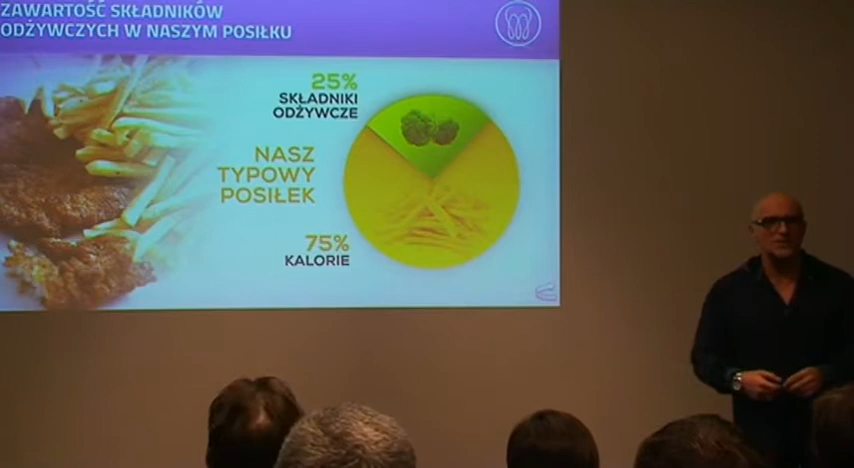 ZAWARTOŚĆ SKŁADNIKÓW
ODŻYWCZYCH W NASZYM POSIŁKU
25%
SKŁADNIKI
ODŻYWCZE
NASZ
TYPOWY
POSIŁEK
75%
KALORIE